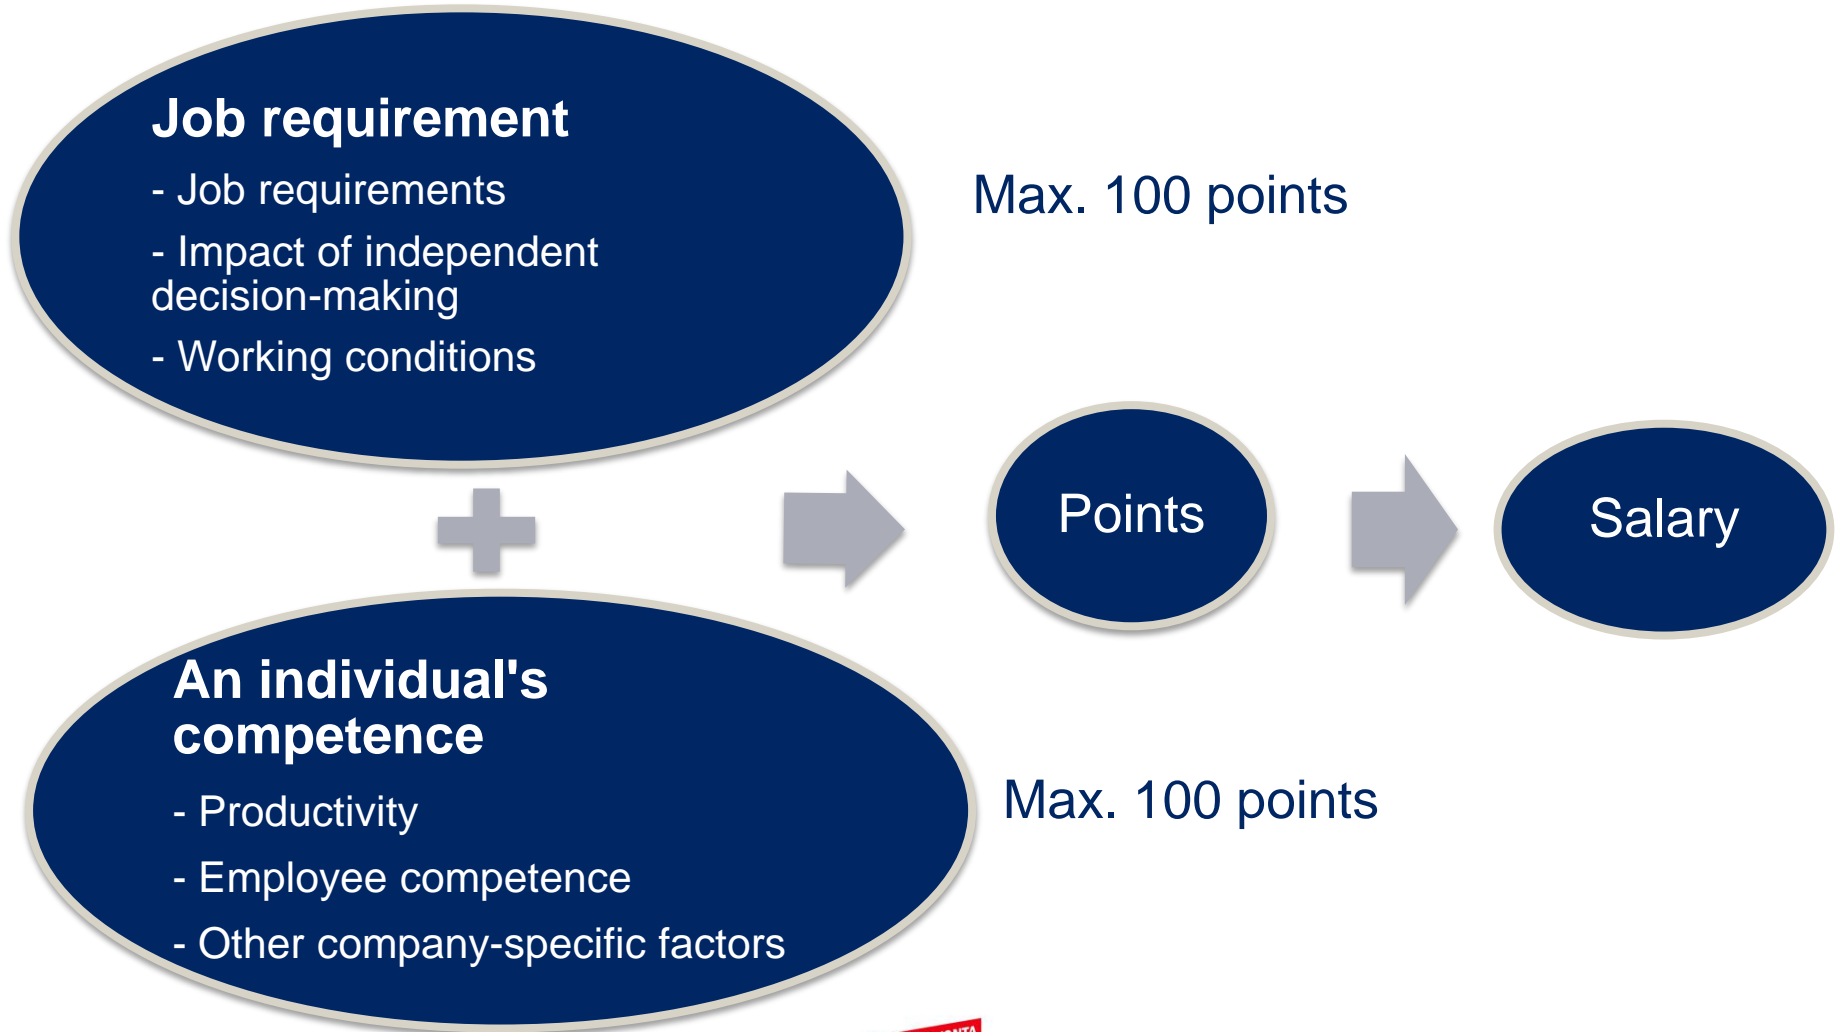 Job requirement
- Job requirements
- Impact of independent
decision-making
- Working conditions
Max. 100 points
Points
Salary
An individual's
competence
- Productivity
- Employee competence
- Other company-specific factors
Max. 100 points